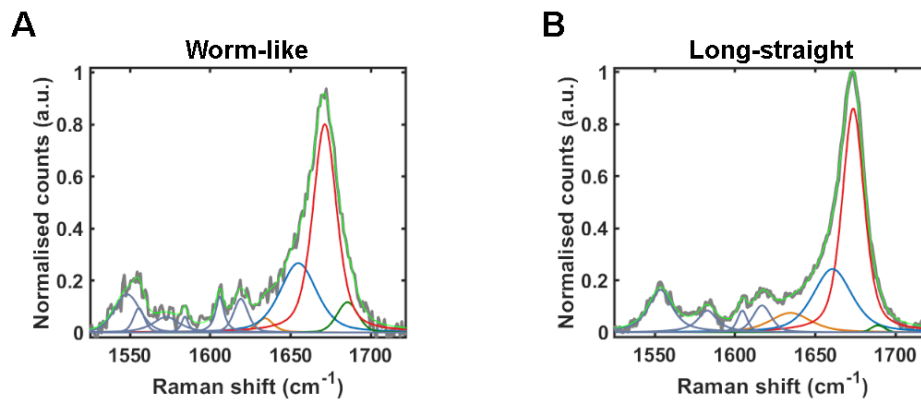 A
Worm-like
1
0.8
0.6
0.4
0.2
0
Normalised counts (a.u.)
1550 1600 1650 1700
Raman shift (cm⁻¹)
B
Long-straight
1
0.8
0.6
0.4
0.2
0
Normalised counts (a.u.)
1550 1600 1650 1700
Raman shift (cm⁻¹)